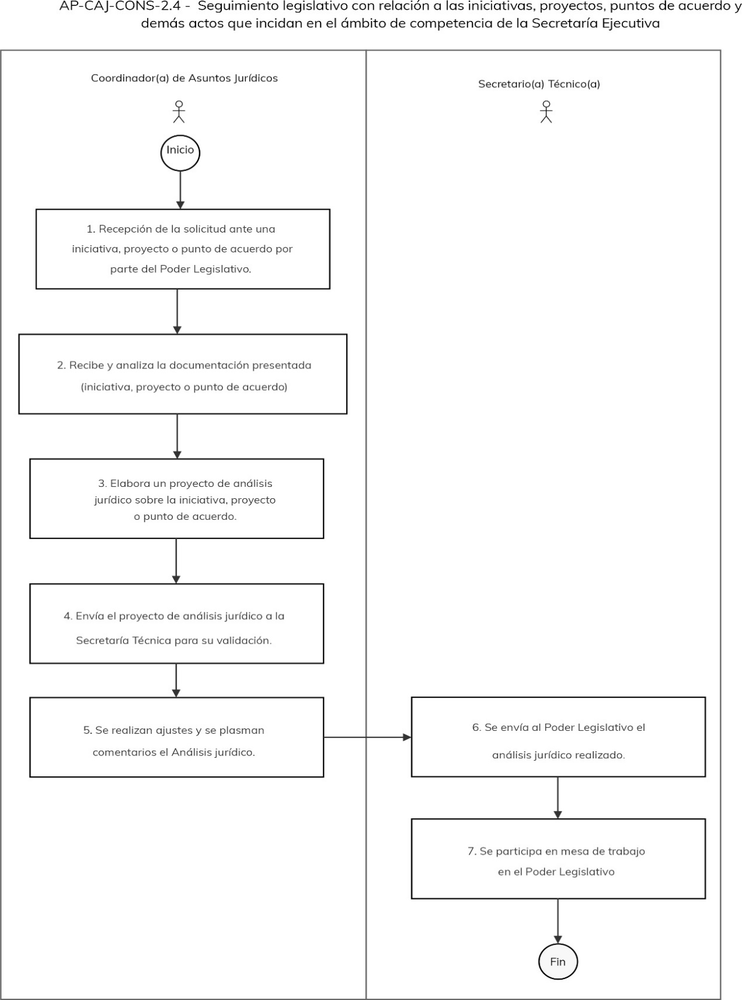 AP-CAJ-CONS-2.4 - Seguimiento legislativo con relación a las iniciativas, proyectos, puntos de acuerdo y
demás actos que incidan en el ámbito de competencia de la Secretaría Ejecutiva
Coordinador(a) de Asuntos Jurídicos
Secretario(a) Técnico(a)
Inicio
1. Recepción de la solicitud ante una
iniciativa, proyecto o punto de acuerdo por
parte del Poder Legislativo.
2. Recibe y analiza la documentación presentada
(iniciativa, proyecto o punto de acuerdo)
3. Elabora un proyecto de análisis
jurídico sobre la iniciativa, proyecto
o punto de acuerdo.
4. Envía el proyecto de análisis jurídico a la
Secretaría Técnica para su validación.
5. Se realizan ajustes y se plasman
comentarios el Análisis jurídico.
6. Se envía al Poder Legislativo el
análisis jurídico realizado.
7. Se participa en mesa de trabajo
en el Poder Legislativo
Fin